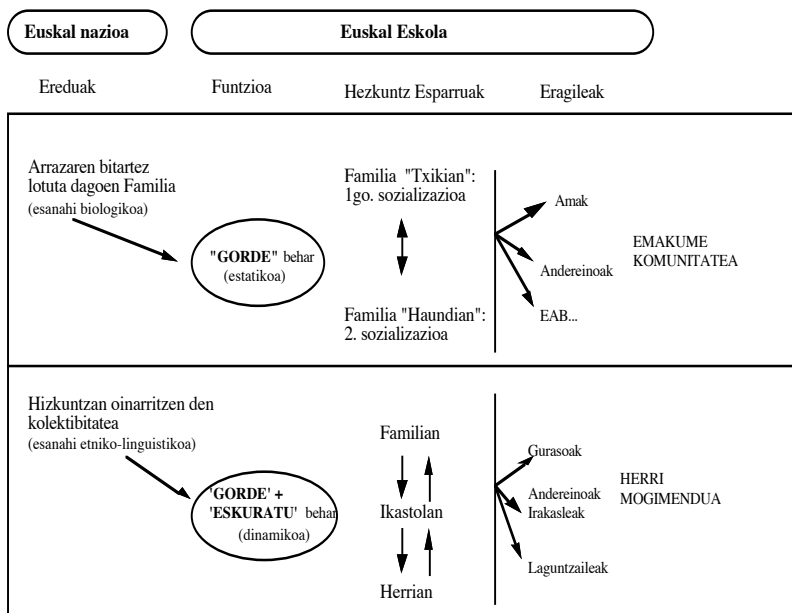 Euskal nazioa
Euskal Eskola
Ereduak
Funtzioa
Hezkuntz Esparruak
Eragileak
Arrazaren bitartez
lotuta dagoen Familia
(esanahi biologikoa)
"GORDE" behar
(estatikoa)
Familia "Txikian":
1go. sozializazioa
Familia "Haundian":
2. sozializazioa
Amak
Andereinoak
EAB...
EMAKUME
KOMUNITATEA
Hizkuntzan oinarritzen den
kolektibitatea
(esanahi etniko-linguistikoa)
'GORDE' +
'ESKURATU' behar
(dinamikoa)
Familian
Ikastolan
Herrian
Gurasoak
Andereinoak
Irakasleak
Laguntzaileak
HERRI
MOGIMENDUA